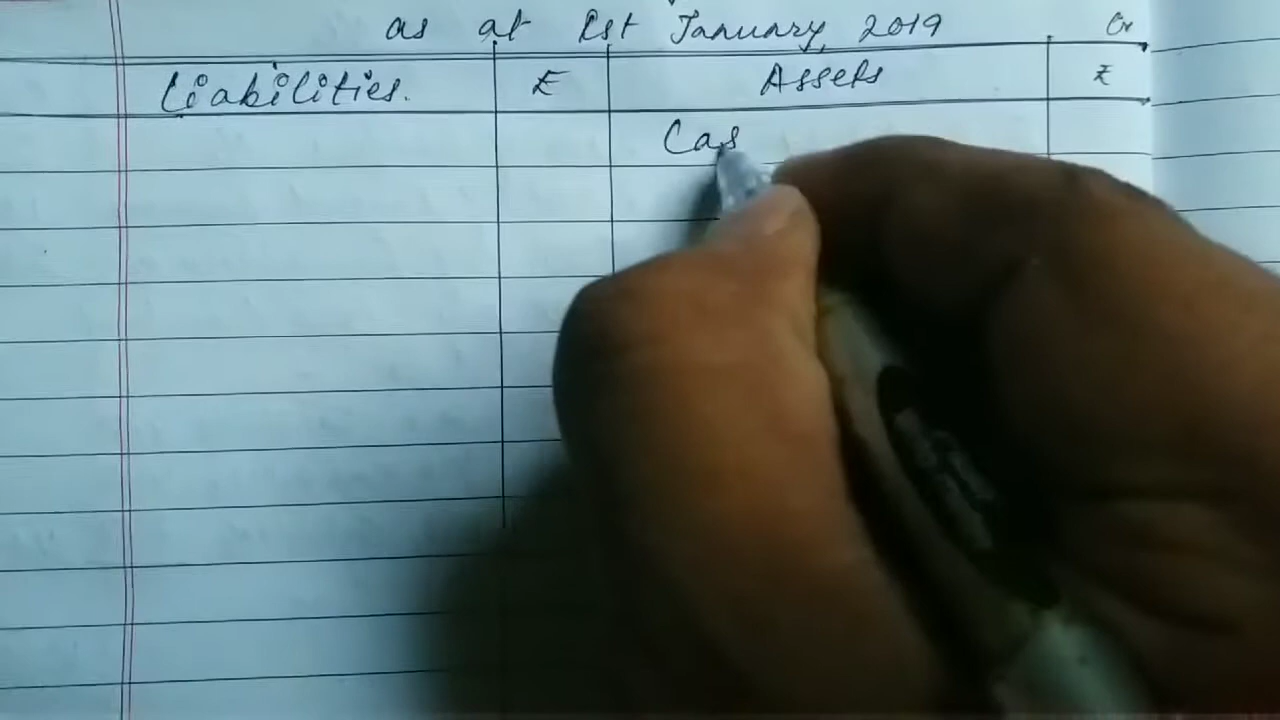 as at 1st January, 2019 Cr
Liabilities. ₹ Assets ₹
Cas